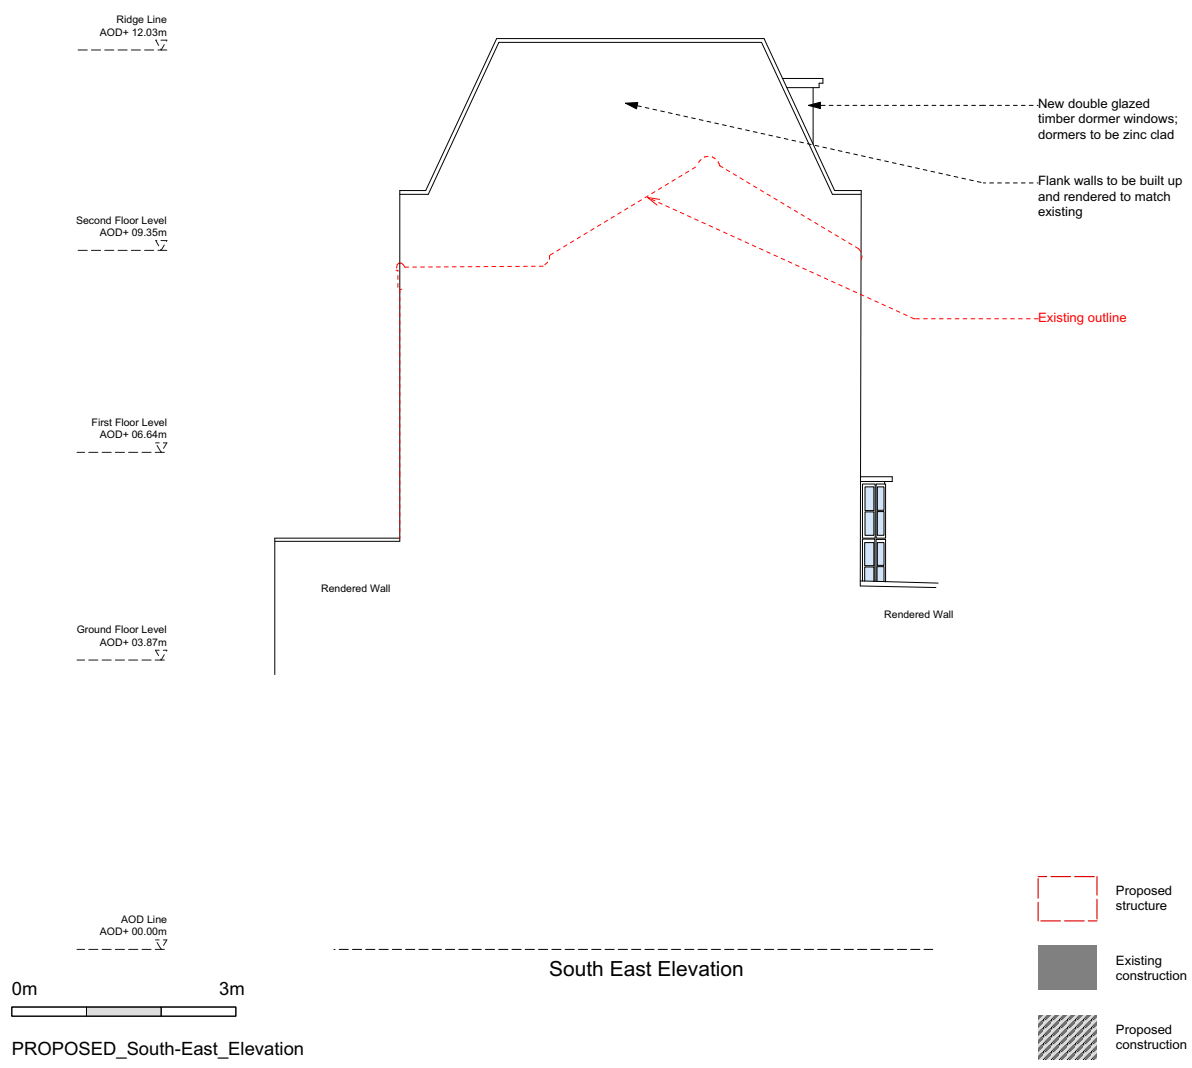 Ridge Line
AOD+ 12.03m
New double glazed
timber dormer windows;
dormers to be zinc clad
Flank walls to be built up
and rendered to match
existing
Second Floor Level
AOD+ 09.35m
Existing outline
First Floor Level
AOD+ 06.64m
Rendered Wall
Rendered Wall
Ground Floor Level
AOD+ 03.87m
Proposed
structure
AOD Line
AOD+ 00.00m
South East Elevation
Existing
construction
0m 3m
Proposed
construction
PROPOSED_South-East_Elevation